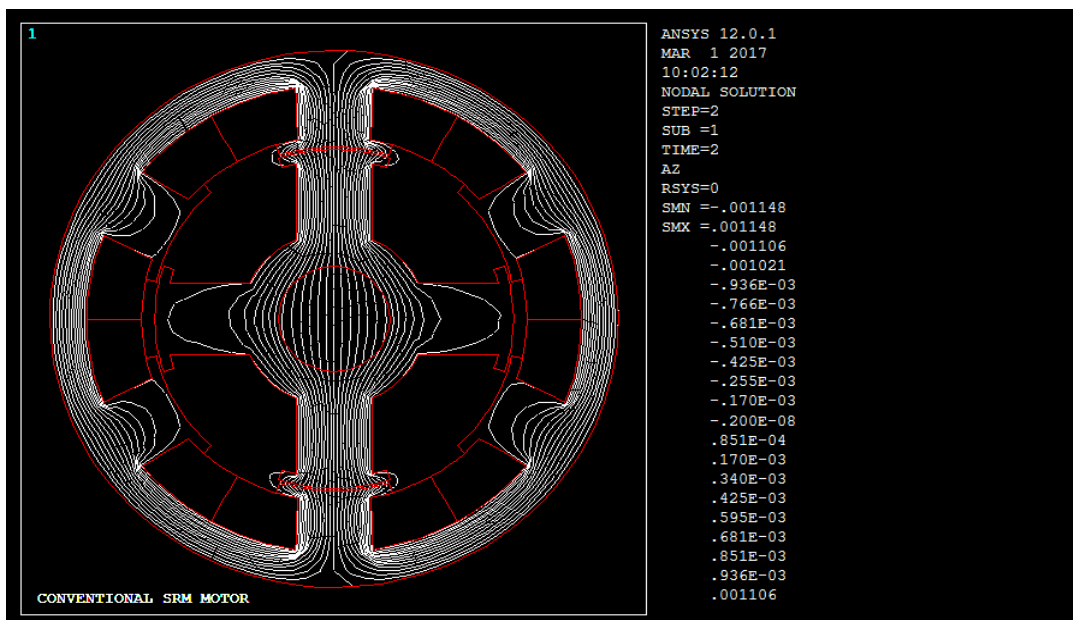 1
ANSYS 12.0.1
MAR  1 2017
10:02:12
NODAL SOLUTION
STEP=2
SUB =1
TIME=2
AZ
RSYS=0
SMN =-.001148
SMX =.001148
-.001106
-.001021
-.936E-03
-.766E-03
-.681E-03
-.510E-03
-.425E-03
-.255E-03
-.170E-03
-.200E-08
.851E-04
.170E-03
.340E-03
.425E-03
.595E-03
.681E-03
.851E-03
.936E-03
.001106
CONVENTIONAL SRM MOTOR